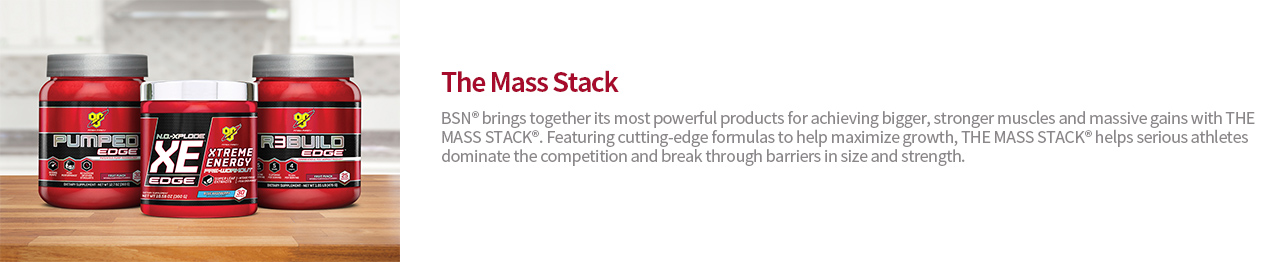 The Mass Stack
BSN® brings together its most powerful products for achieving bigger, stronger muscles and massive gains with THE
MASS STACK®. Featuring cutting-edge formulas to help maximize growth, THE MASS STACK® helps serious athletes
dominate the competition and break through barriers in size and strength.
PUMPED
EDGE
N.O.-XPLODE
XE
EDGE
XTREME
ENERGY
PRE-WORKOUT
R3BUILD
EDGE